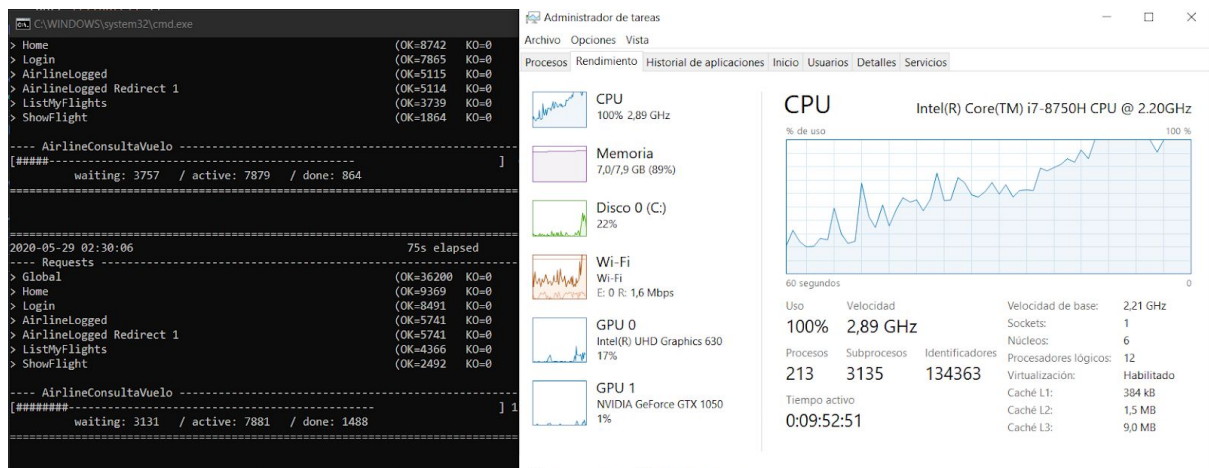 C:\WINDOWS\system32\cmd.exe
> Home (OK=8742 KO=0
> Login (OK=7865 KO=0
> AirlineLogged (OK=5115 KO=0
> AirlineLogged Redirect 1 (OK=5114 KO=0
> ListMyFlights (OK=3739 KO=0
> ShowFlight (OK=1864 KO=0
---- AirlineConsultaVuelo ----------------------------------------
[#####-------------------------------------------- ]
waiting: 3757 / active: 7879 / done: 864
================================================================
================================================================
2020-05-29 02:30:06 75s elapsed
---- Requests --------------------------------------------------
> Global (OK=36200 KO=0
> Home (OK=9369 KO=0
> Login (OK=8491 KO=0
> AirlineLogged (OK=5741 KO=0
> AirlineLogged Redirect 1 (OK=5741 KO=0
> ListMyFlights (OK=4366 KO=0
> ShowFlight (OK=2492 KO=0
---- AirlineConsultaVuelo ----------------------------------------
[########-------------------------------------------- ] 1
waiting: 3131 / active: 7881 / done: 1488
================================================================
Administrador de tareas
Archivo Opciones Vista
Procesos Rendimiento Historial de aplicaciones Inicio Usuarios Detalles Servicios
CPU
100% 2,89 GHz
Memoria
7,0/7,9 GB (89%)
Disco 0 (C:)
22%
Wi-Fi
Wi-Fi
E: 0 R: 1,6 Mbps
GPU 0
Intel(R) UHD Graphics 630
17%
GPU 1
NVIDIA GeForce GTX 1050
1%
CPU Intel(R) Core(TM) i7-8750H CPU @ 2.20GHz
% de uso 100 %
60 segundos 0
Uso Velocidad
100% 2,89 GHz
Procesos Subprocesos Identificadores
213 3135 134363
Tiempo activo
0:09:52:51
Velocidad de base: 2,21 GHz
Sockets: 1
Núcleos: 6
Procesadores lógicos: 12
Virtualización: Habilitado
Caché L1: 384 kB
Caché L2: 1,5 MB
Caché L3: 9,0 MB